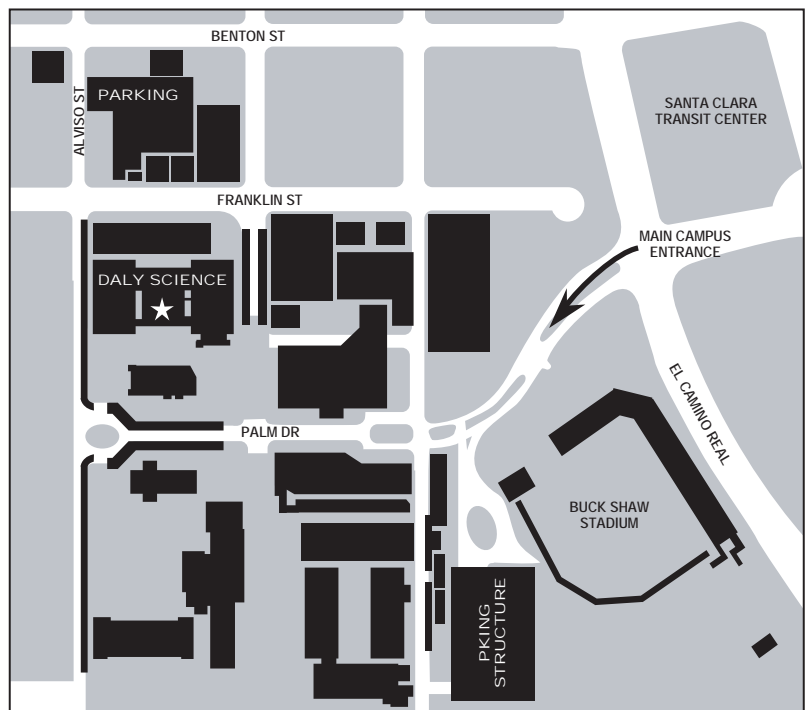 BENTON ST
PARKING
ALVISO ST
SANTA CLARA
TRANSIT CENTER
FRANKLIN ST
MAIN CAMPUS
ENTRANCE
DALY SCIENCE
EL CAMINO REAL
PALM DR
BUCK SHAW
STADIUM
PKING
STRUCTURE